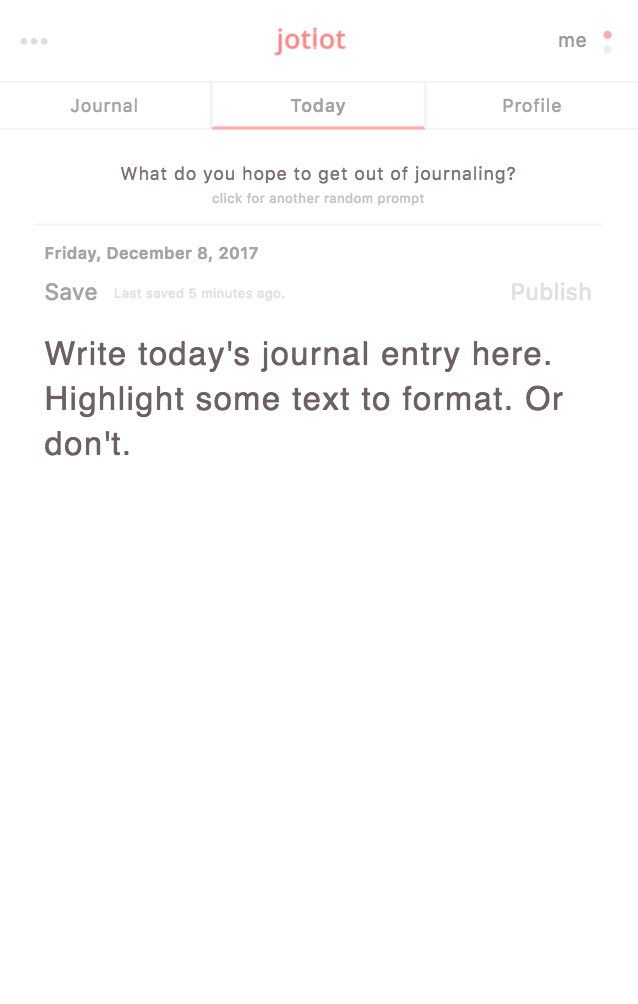 ••• jotlot me
Journal Today Profile
What do you hope to get out of journaling?
click for another random prompt
Friday, December 8, 2017
Save Last saved 5 minutes ago. Publish
Write today's journal entry here.
Highlight some text to format. Or
don't.